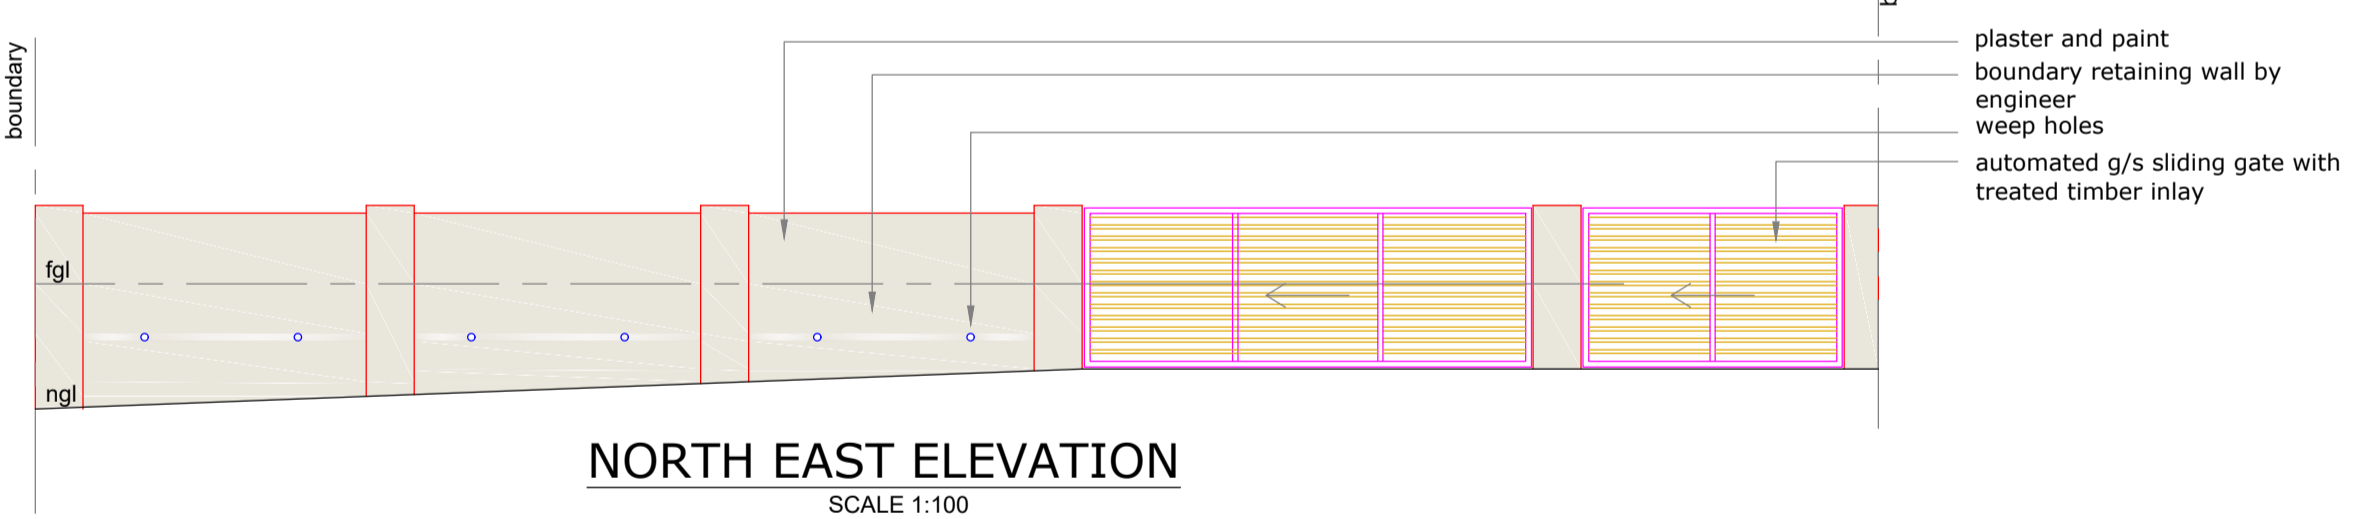 boundary
plaster and paint
boundary retaining wall by
engineer
weep holes
automated g/s sliding gate with
treated timber inlay
fgl
ngl
NORTH EAST ELEVATION
SCALE 1:100